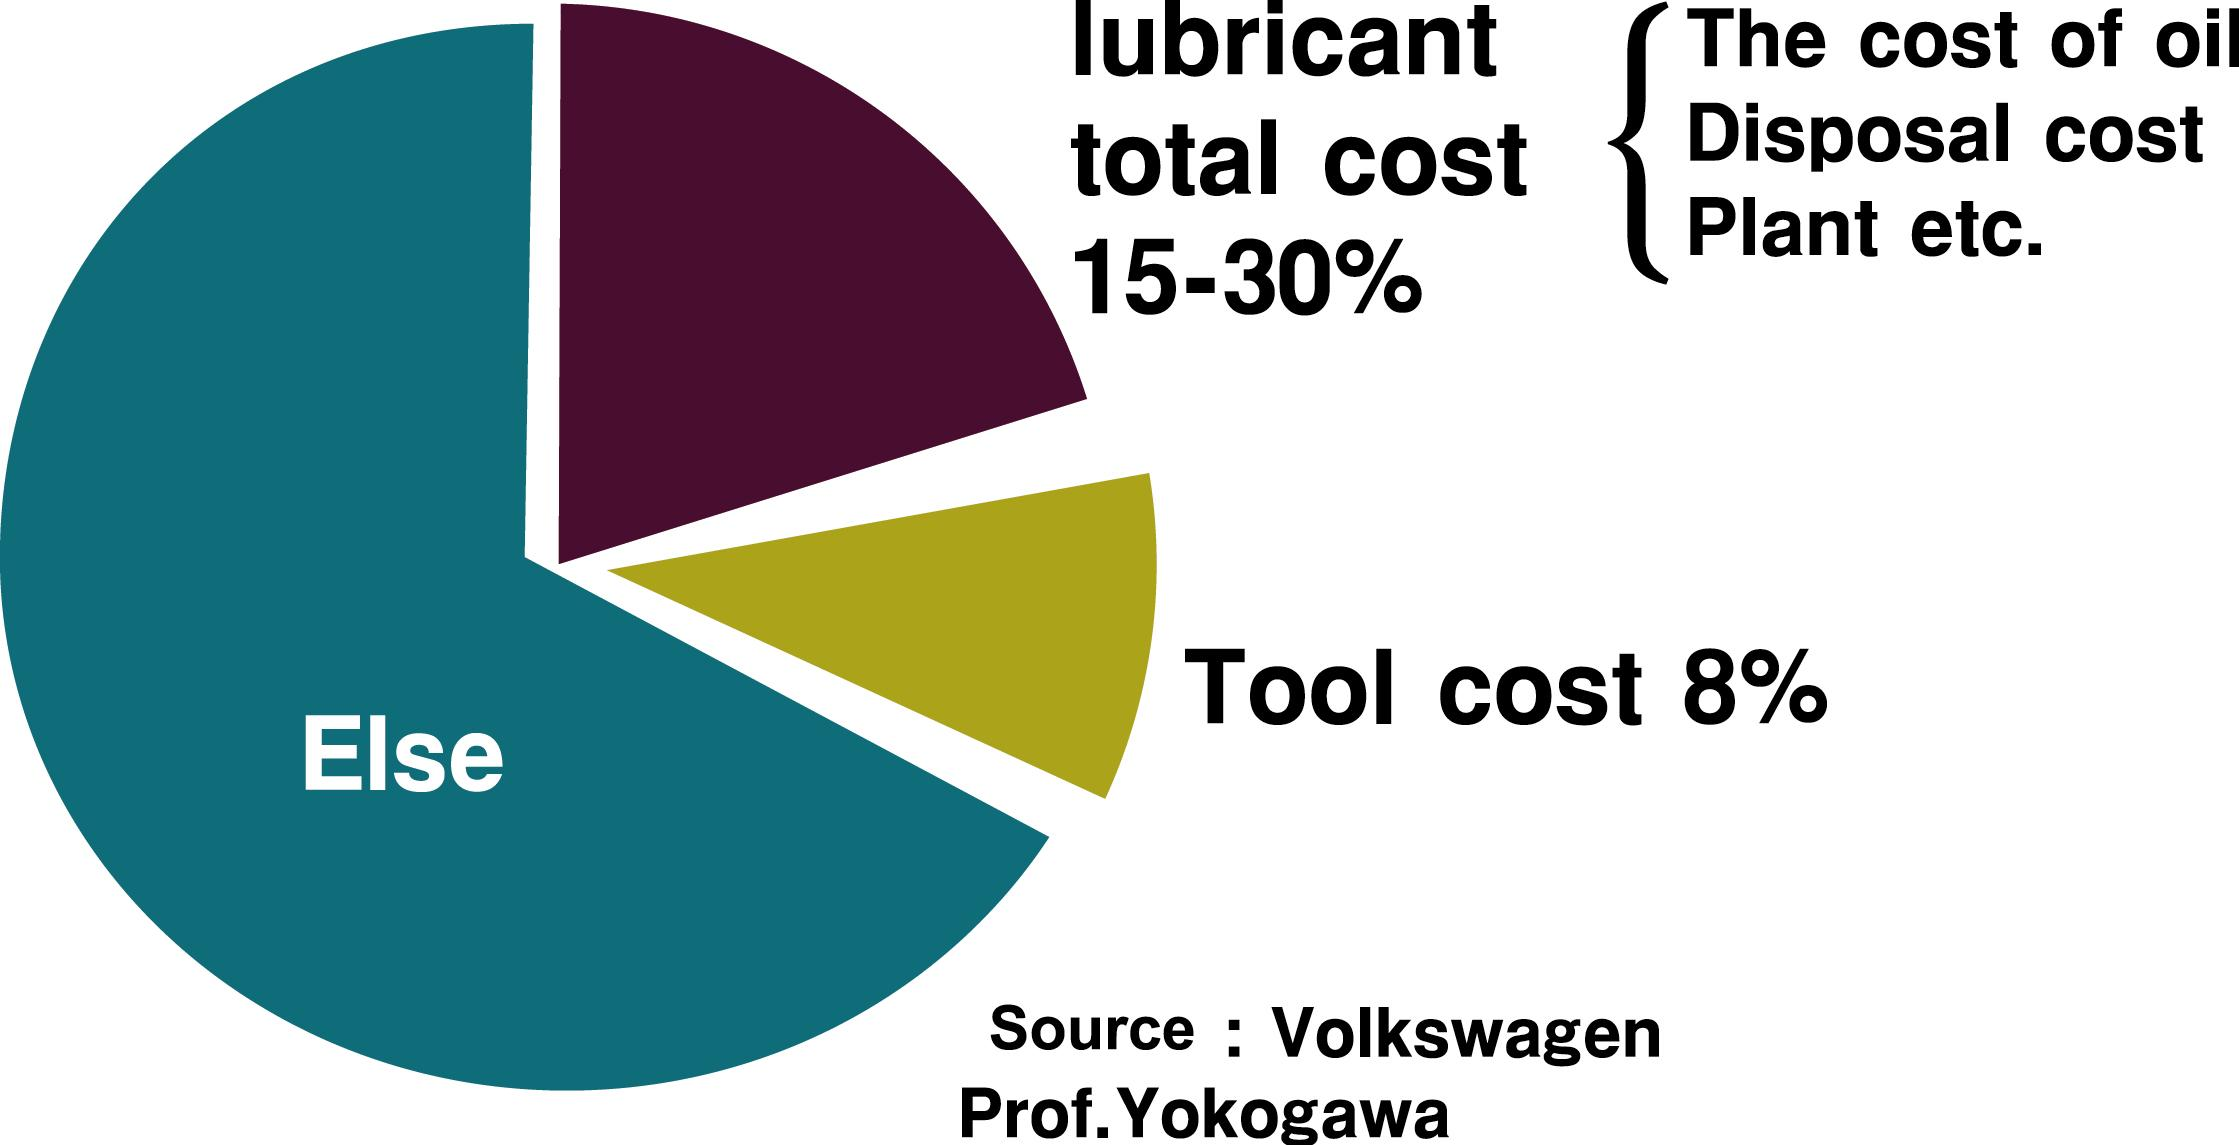 lubricant
total cost
15-30%
The cost of oil
Disposal cost
Plant etc.
Tool cost 8%
Else
Source : Volkswagen
Prof.Yokogawa